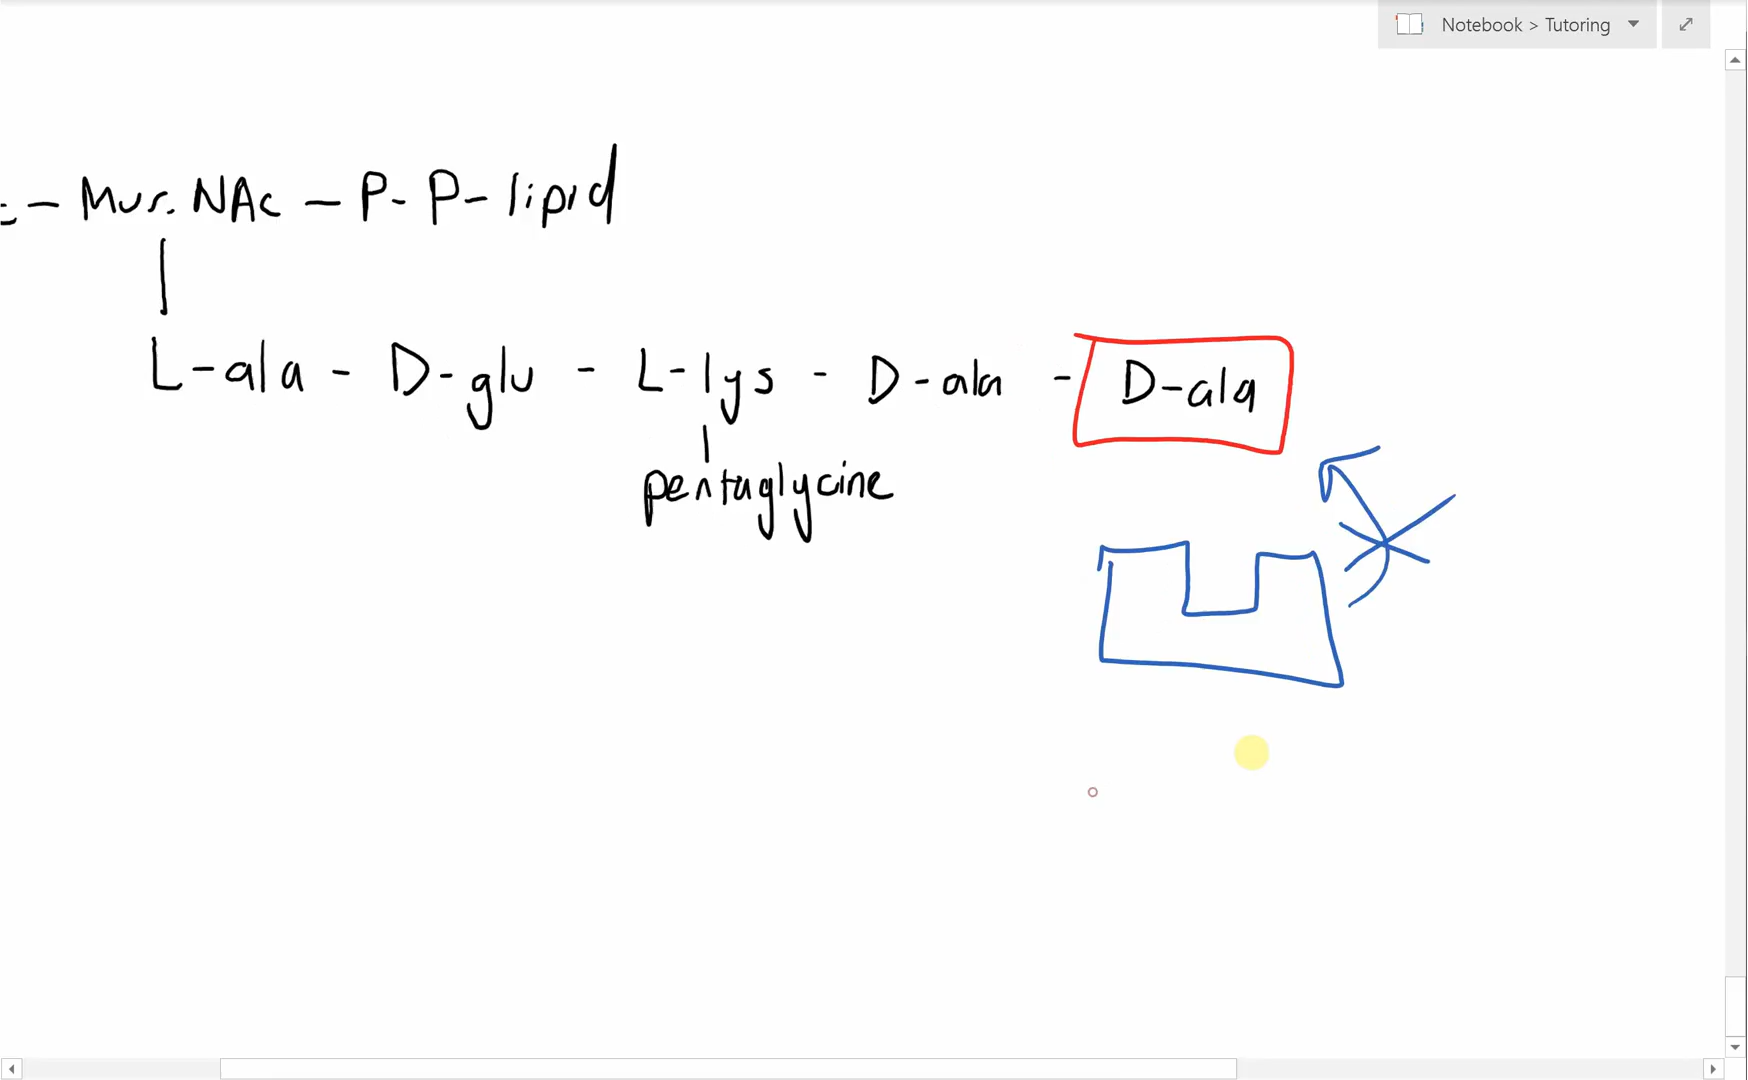 Notebook > Tutoring
- Mur. NAc - P- P- lipid
L-ala - D-glu - L-lys - D-ala - D-ala
pentaglycine